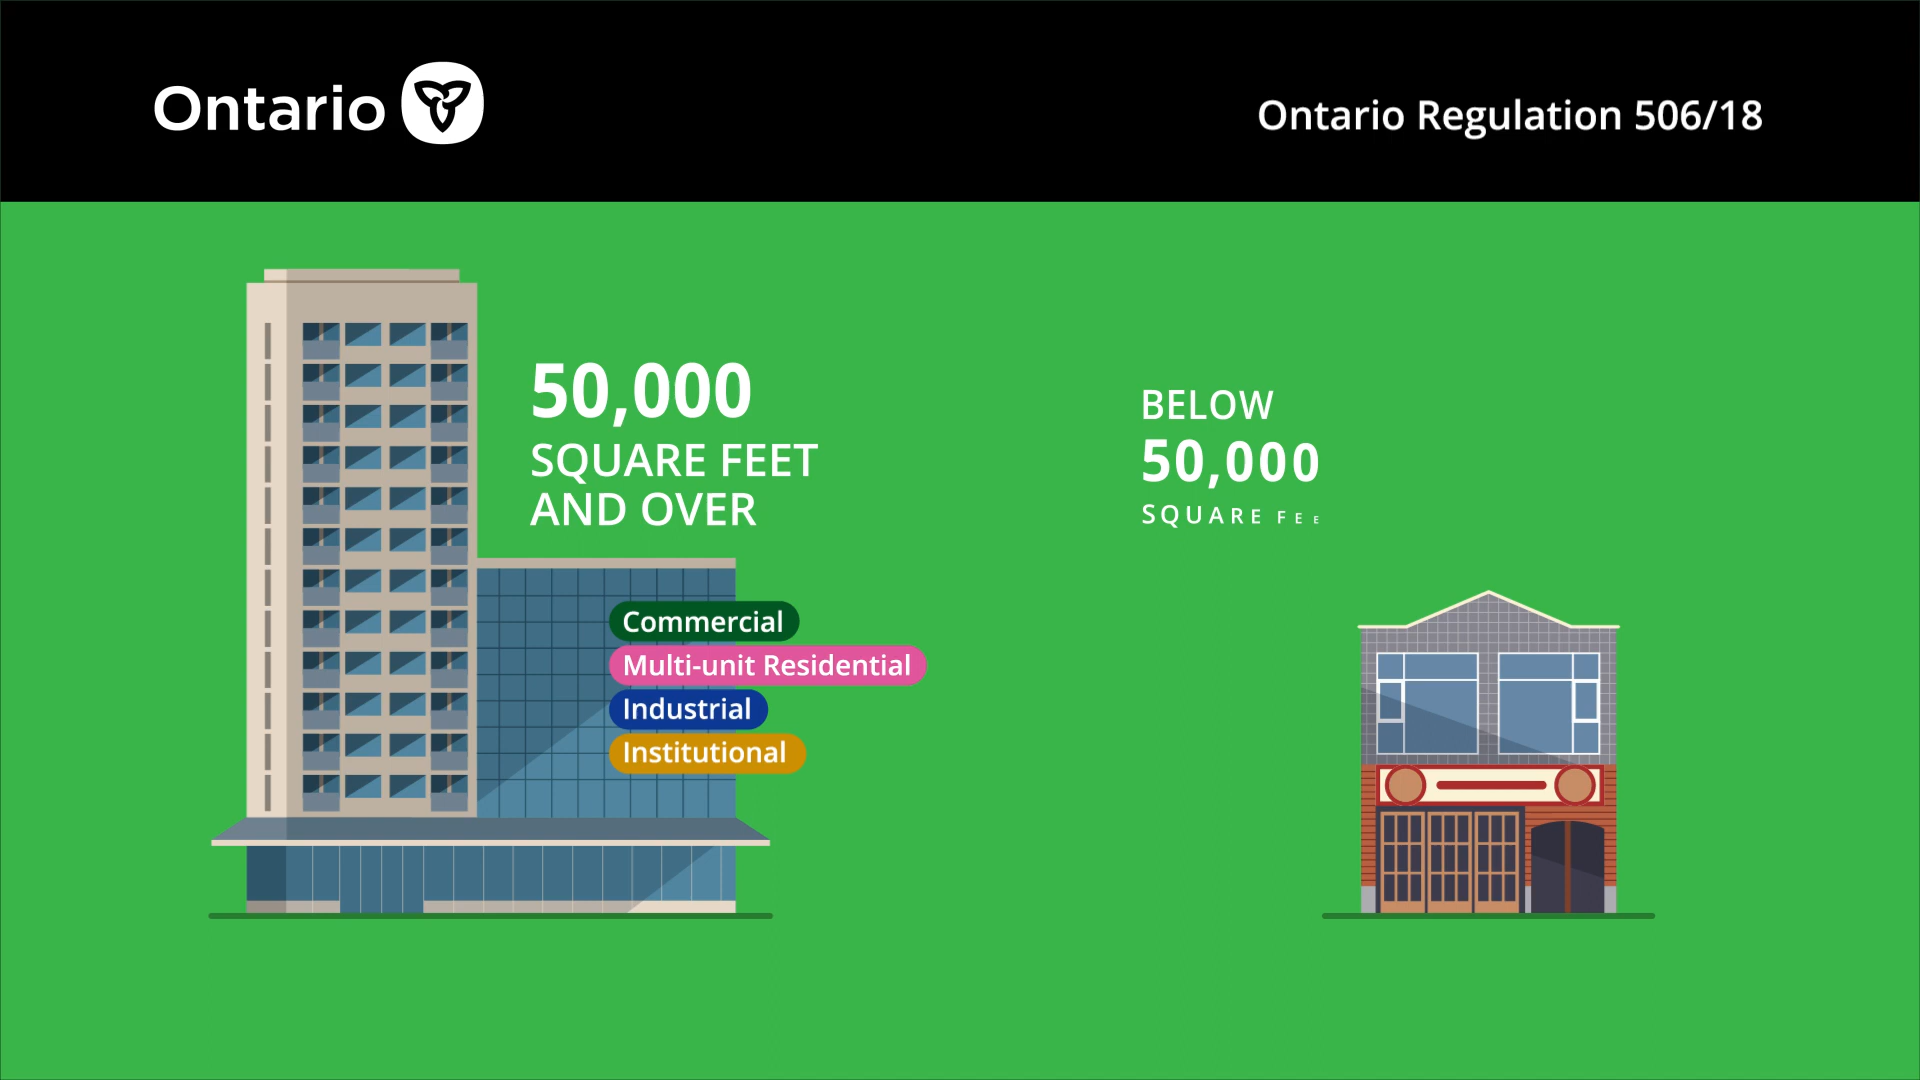 Ontario
Ontario Regulation 506/18
50,000
SQUARE FEET
AND OVER
Commercial
Multi-unit Residential
Industrial
Institutional
BELOW
50,000
SQUARE FEE